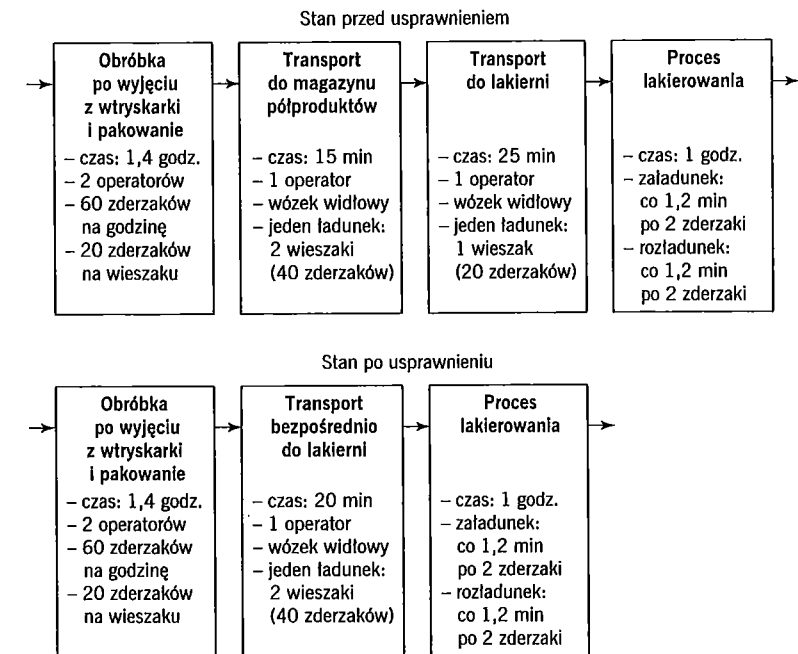 Stan przed usprawnieniem
Obróbka
po wyjęciu
z wtryskarki
i pakowanie
– czas: 1,4 godz.
– 2 operatorów
– 60 zderzaków
na godzinę
– 20 zderzaków
na wieszaku
Transport
do magazynu
półproduktów
– czas: 15 min
– 1 operator
– wózek widłowy
– jeden ładunek:
2 wieszaki
(40 zderzaków)
Transport
do lakierni
– czas: 25 min
– 1 operator
– wózek widłowy
– jeden ładunek:
1 wieszak
(20 zderzaków)
Proces
lakierowania
– czas: 1 godz.
– załadunek:
co 1,2 min
po 2 zderzaki
– rozładunek:
co 1,2 min
po 2 zderzaki
Stan po usprawnieniu
Obróbka
po wyjęciu
z wtryskarki
i pakowanie
– czas: 1,4 godz.
– 2 operatorów
– 60 zderzaków
na godzinę
– 20 zderzaków
na wieszaku
Transport
bezpośrednio
do lakierni
– czas: 20 min
– 1 operator
– wózek widłowy
– jeden ładunek:
2 wieszaki
(40 zderzaków)
Proces
lakierowania
– czas: 1 godz.
– załadunek:
co 1,2 min
po 2 zderzaki
– rozładunek:
co 1,2 min
po 2 zderzaki